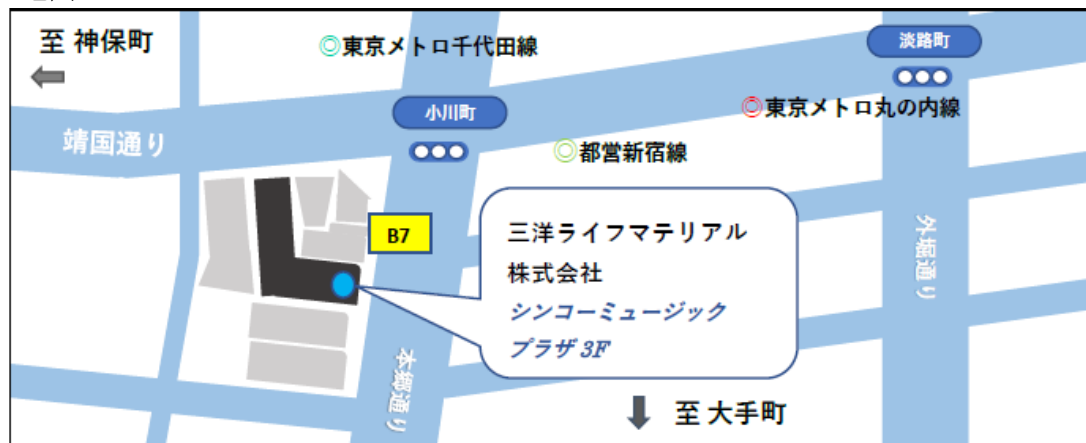 至 神保町
◎東京メトロ千代田線
淡路町
小川町
◎東京メトロ丸の内線
靖国通り
◎都営新宿線
B7
三洋ライフマテリアル
株式会社
シンコーミュージック
プラザ 3F
外堀通り
本郷通り
至 大手町